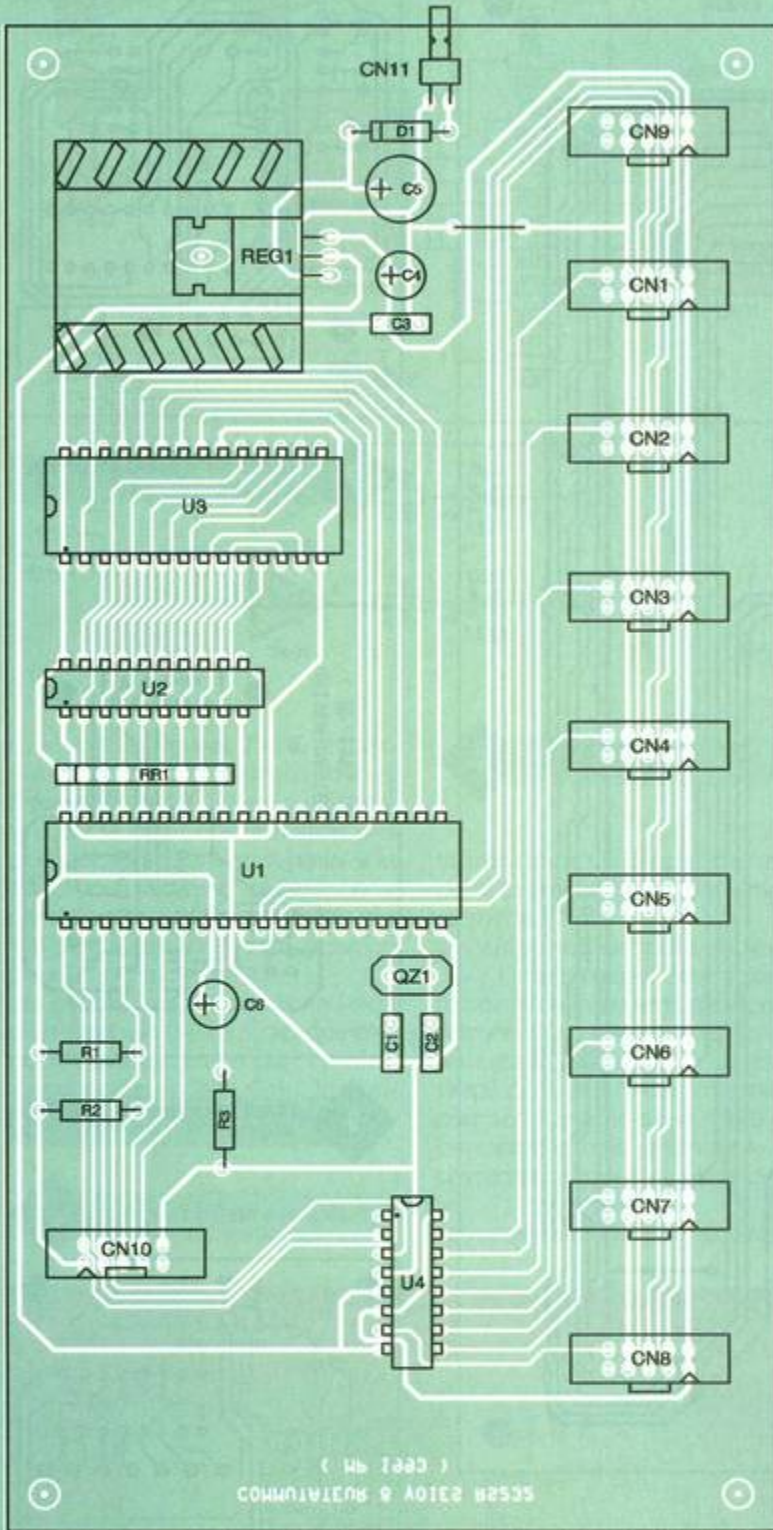 CN11
D1
CN9
C5
REG1
C4
CN1
C3
CN2
U3
CN3
U2
CN4
RR1
U1
CN5
QZ1
C6
C1
C2
R1
CN6
R2
R3
CN7
CN10
U4
CN8
( MP 1993 )
COMMUTATEUR 8 VOIES RS232